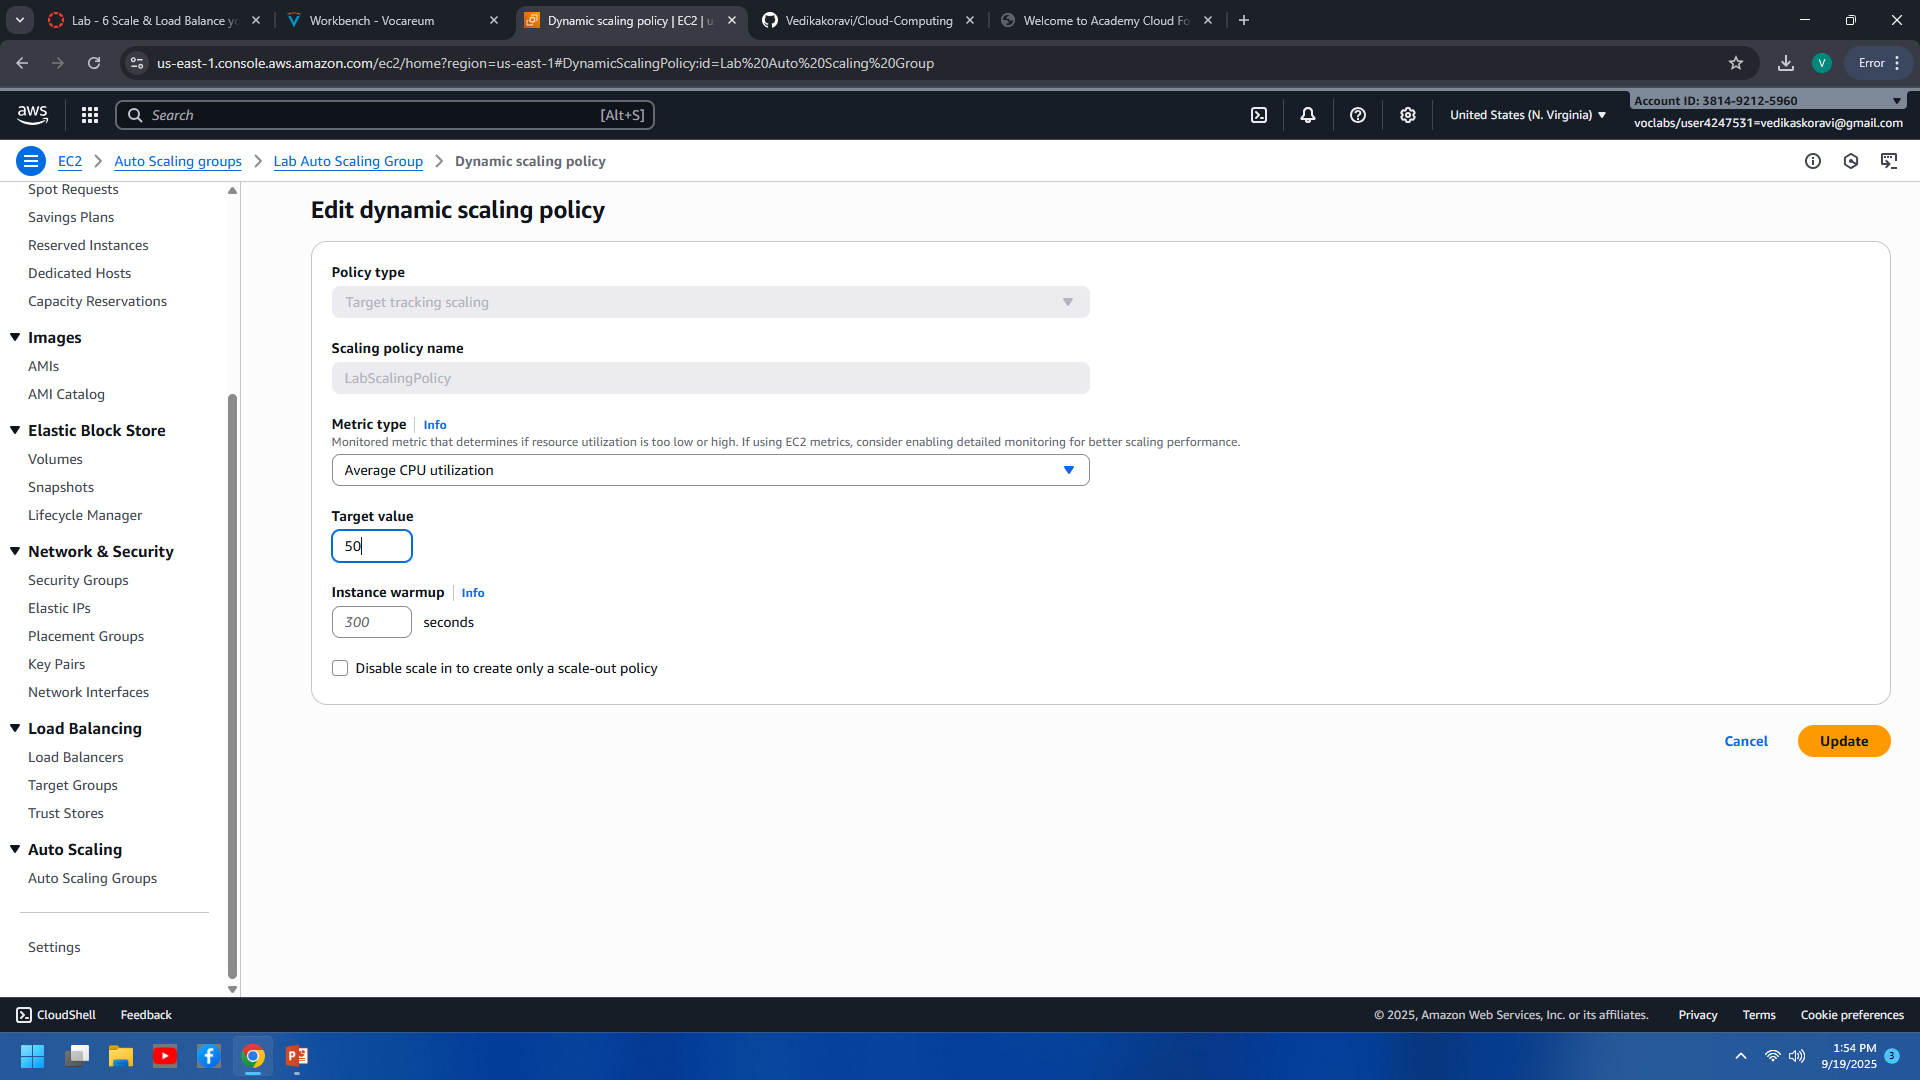 Lab - 6 Scale & Load Balance yo
Workbench - Vocareum
Dynamic scaling policy | EC2 | u
Vedikakoravi/Cloud-Computing
Welcome to Academy Cloud Fo
us-east-1.console.aws.amazon.com/ec2/home?region=us-east-1#DynamicScalingPolicy:id=Lab%20Auto%20Scaling%20Group
V
Error
aws
Search
[Alt+S]
United States (N. Virginia)
Account ID: 3814-9212-5960
voclabs/user4247531=vedikaskoravi@gmail.com
EC2
Auto Scaling groups
Lab Auto Scaling Group
Dynamic scaling policy
Spot Requests
Savings Plans
Reserved Instances
Dedicated Hosts
Capacity Reservations
Images
AMIs
AMI Catalog
Elastic Block Store
Volumes
Snapshots
Lifecycle Manager
Network & Security
Security Groups
Elastic IPs
Placement Groups
Key Pairs
Network Interfaces
Load Balancing
Load Balancers
Target Groups
Trust Stores
Auto Scaling
Auto Scaling Groups
Settings
Edit dynamic scaling policy
Policy type
Target tracking scaling
Scaling policy name
LabScalingPolicy
Metric type
Info
Monitored metric that determines if resource utilization is too low or high. If using EC2 metrics, consider enabling detailed monitoring for better scaling performance.
Average CPU utilization
Target value
50
Instance warmup
Info
300
seconds
Disable scale in to create only a scale-out policy
Cancel
Update
CloudShell
Feedback
© 2025, Amazon Web Services, Inc. or its affiliates.
Privacy
Terms
Cookie preferences
1:54 PM
9/19/2025
3